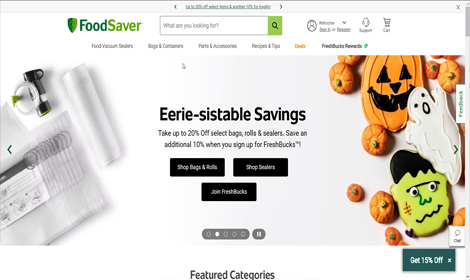 Up to 20% off select items & another 10% for loyalty!
FoodSaver
What are you looking for?
Welcome
Sign In or Register
Support
Cart
Food Vacuum Sealers
Bags & Containers
Parts & Accessories
Recipes & Tips
Deals
FreshBucks Rewards
Eerie-sistable Savings
Take up to 20% Off select bags, rolls & sealers. Save an
additional 10% when you sign up for FreshBucks™!
Shop Bags & Rolls
Shop Sealers
Join FreshBucks
FeedBack
Chat
Get 15% Off
Featured Categories